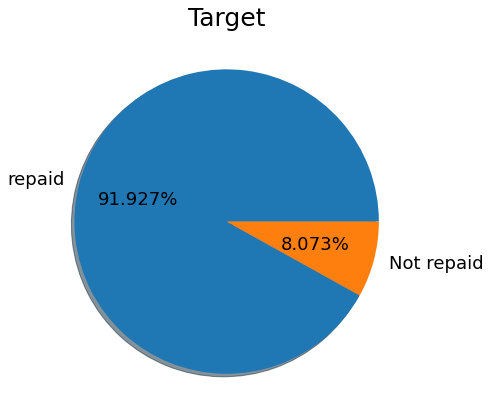 Target
repaid
91.927%
8.073%
Not repaid